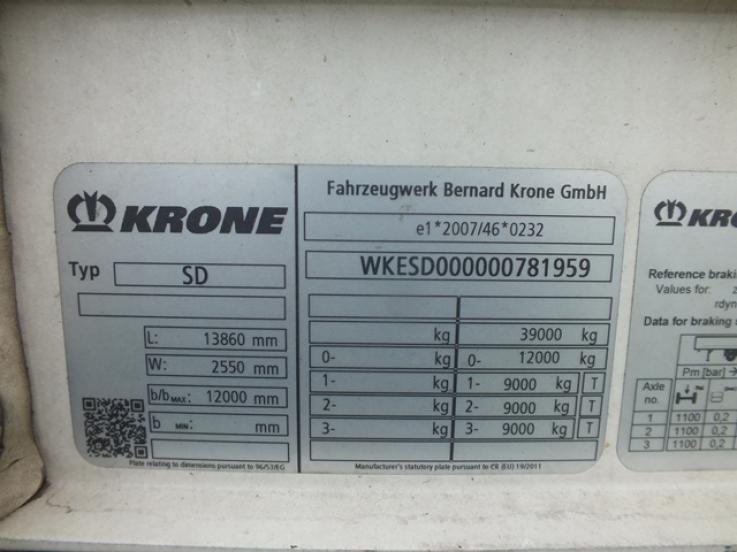 KRONE
Typ SD
L: 13860 mm
W: 2550 mm
b/b MAX: 12000 mm
b MIN: mm
Plate relating to dimensions pursuant to 96/53/EG
Fahrzeugwerk Bernard Krone GmbH
e1*2007/46*0232
WKESD000000781959
kg 39000 kg
0- kg 0- 12000 kg
1- kg 1- 9000 kg T
2- kg 2- 9000 kg T
3- kg 3- 9000 kg T
Manufacturer's statutory plate pursuant to CR (EU) 19/2011
Reference
Values for:
Data for braking
Pm [bar]
Axle
no.
1 1100 0,2
2 1100 0,2
3 1100 0,2